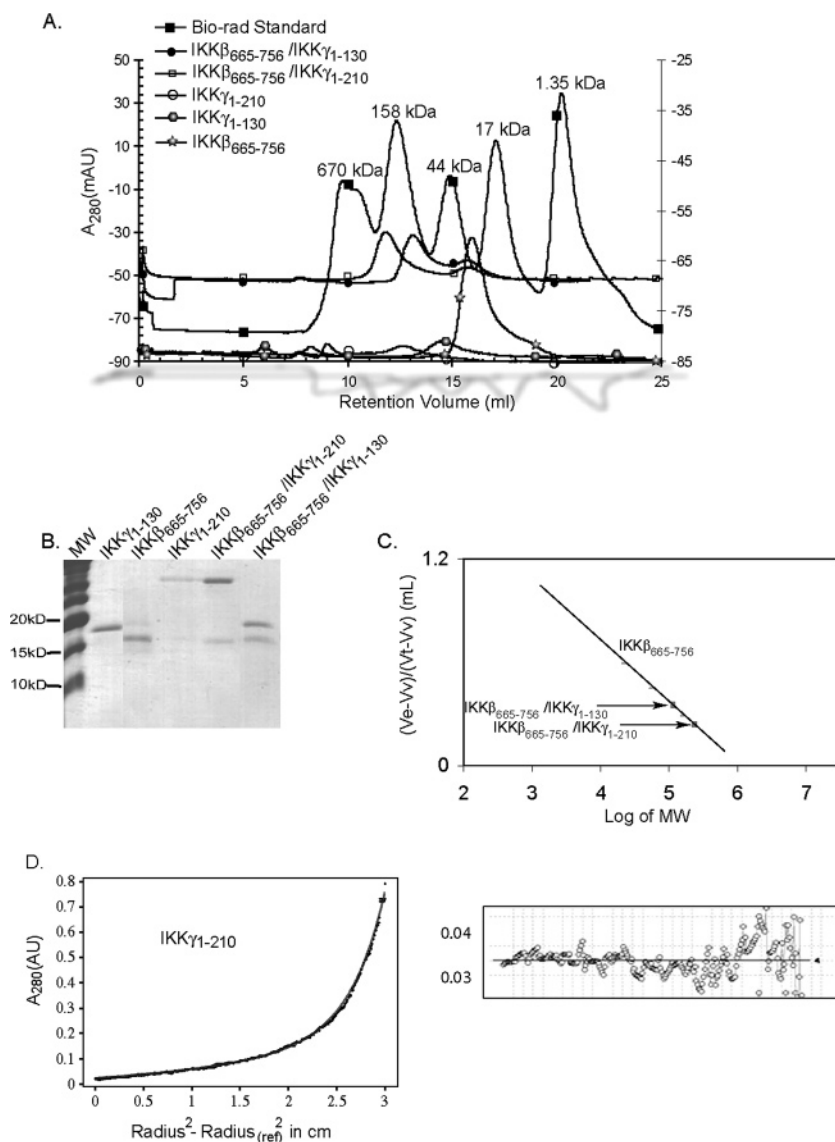 A.
Bio-rad Standard
IKKβ665-756 /IKKγ1-130
IKKβ665-756 /IKKγ1-210
IKKγ1-210
IKKγ1-130
IKKβ665-756
670 kDa
158 kDa
44 kDa
17 kDa
1.35 kDa
A280(mAU)
50
30
10
-10
-30
-50
-70
-90
-25
-35
-45
-55
-65
-75
-85
0
5
10
15
20
25
Retention Volume (ml)
B.
MW
IKKγ1-130
IKKβ665-756
IKKγ1-210
IKKβ665-756/IKKγ1-210
IKKβ665-756/IKKγ1-130
20kD
15kD
10kD
C.
(Ve-Vv)/(Vt-Vv) (mL)
1.2
0
IKKβ665-756
IKKβ665-756 /IKKγ1-130
IKKβ665-756 /IKKγ1-210
2
3
4
5
6
7
Log of MW
D.
A280(AU)
0.8
0.7
0.6
0.5
0.4
0.3
0.2
0.1
0
IKKγ1-210
0
0.5
1
1.5
2
2.5
3
Radius2- Radius(ref)2 in cm
0.04
0.03